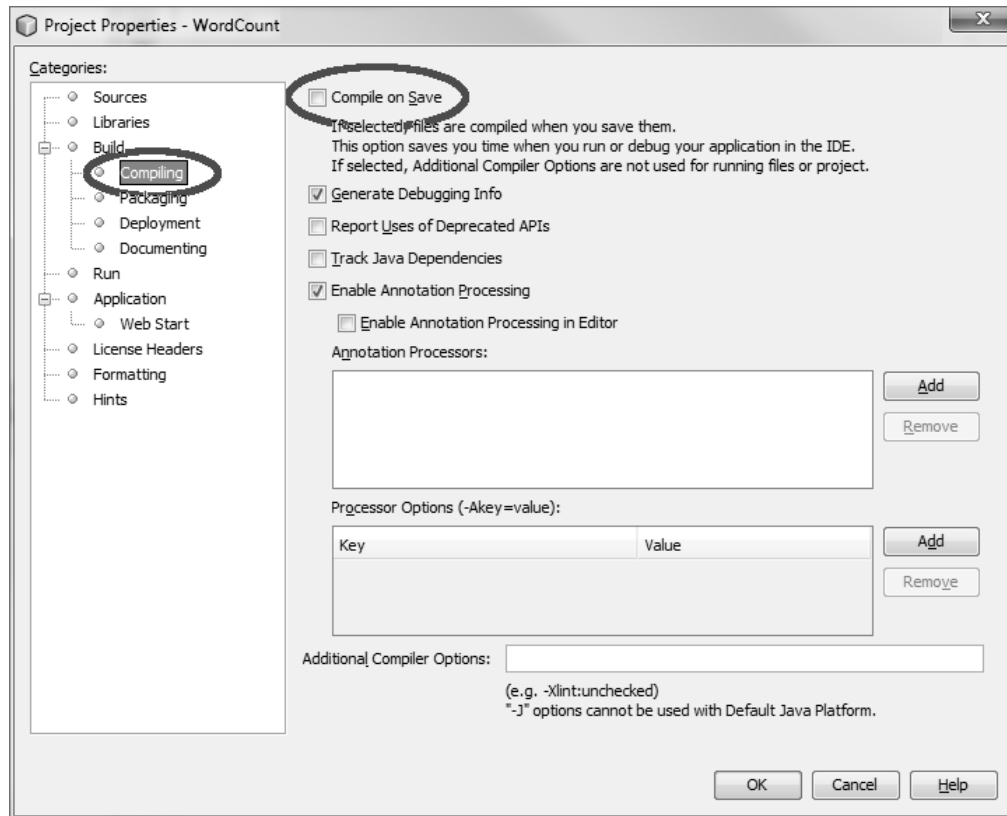 Project Properties - WordCount
Categories:
Sources
Libraries
Build
Compiling
Packaging
Deployment
Documenting
Run
Application
Web Start
License Headers
Formatting
Hints
Compile on Save
If selected, files are compiled when you save them.
This option saves you time when you run or debug your application in the IDE.
If selected, Additional Compiler Options are not used for running files or project.
Generate Debugging Info
Report Uses of Deprecated APIs
Track Java Dependencies
Enable Annotation Processing
Enable Annotation Processing in Editor
Annotation Processors:
Add
Remove
Processor Options (-Akey=value):
Key Value
Add
Remove
Additional Compiler Options:
(e.g. -Xlint:unchecked)
"-J" options cannot be used with Default Java Platform.
OK Cancel Help